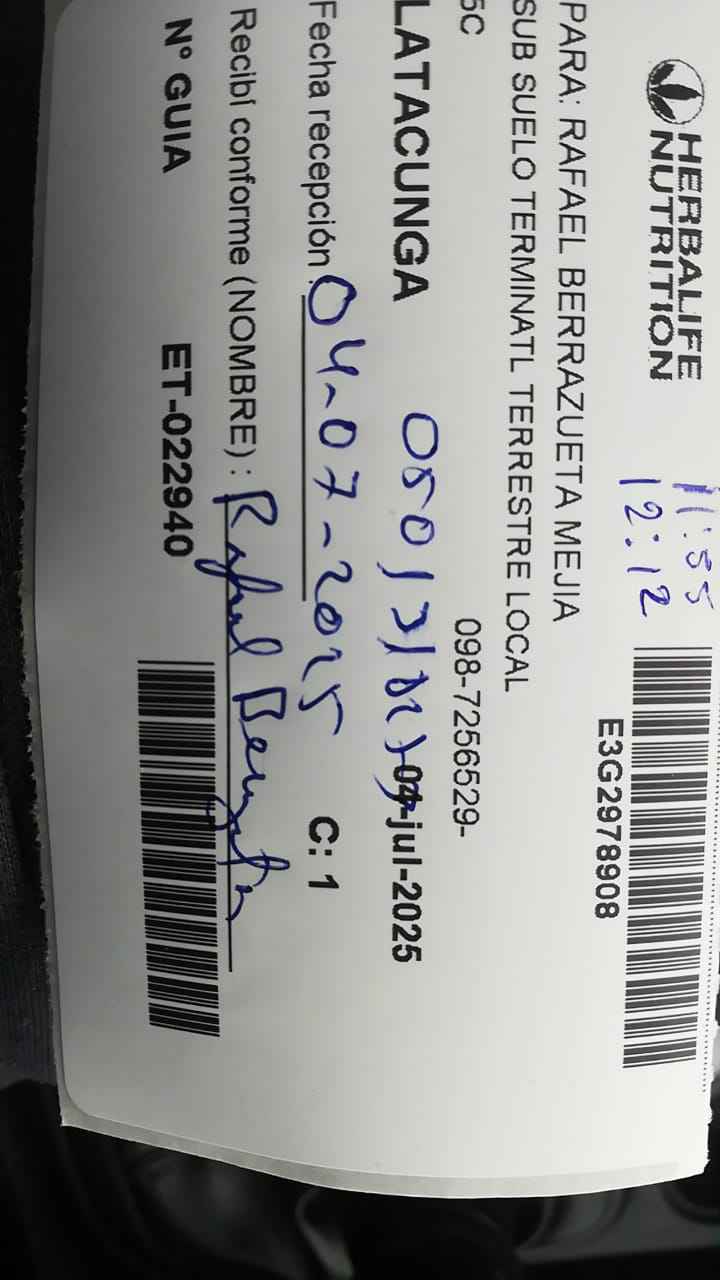 HERBALIFE
NUTRITION
11:55
12:12
E3G2978908
PARA: RAFAEL BERRAZUETA MEJIA
SUB SUELO TERMINATL TERRESTRE LOCAL
5C
098-7256529-
LATACUNGA 04-jul-2025
Fecha recepción 04-07-2025 C: 1
Recibí conforme (NOMBRE) : Rafael
N° GUIA ET-022940